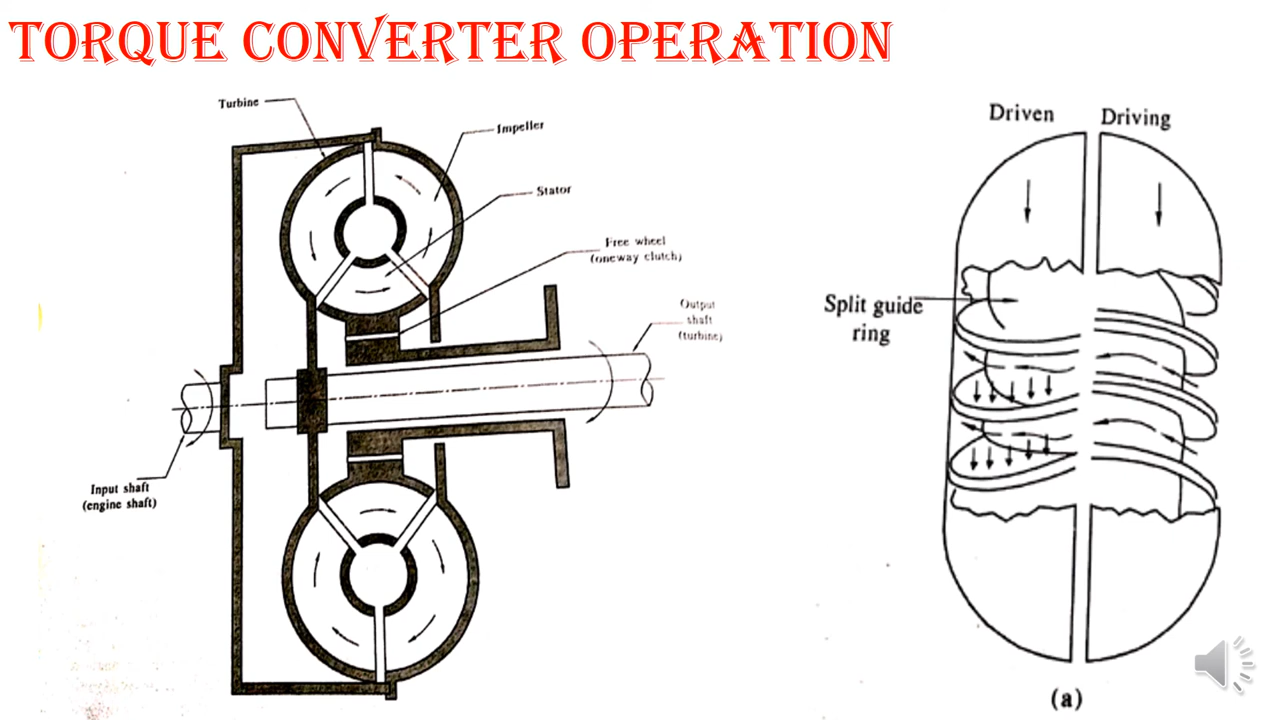 TORQUE CONVERTER OPERATION
Turbine
Impeller
Stator
Free wheel
(oneway clutch)
Output
shaft
(turbine)
Input shaft
(engine shaft)
Driven Driving
Split guide
ring
(a)